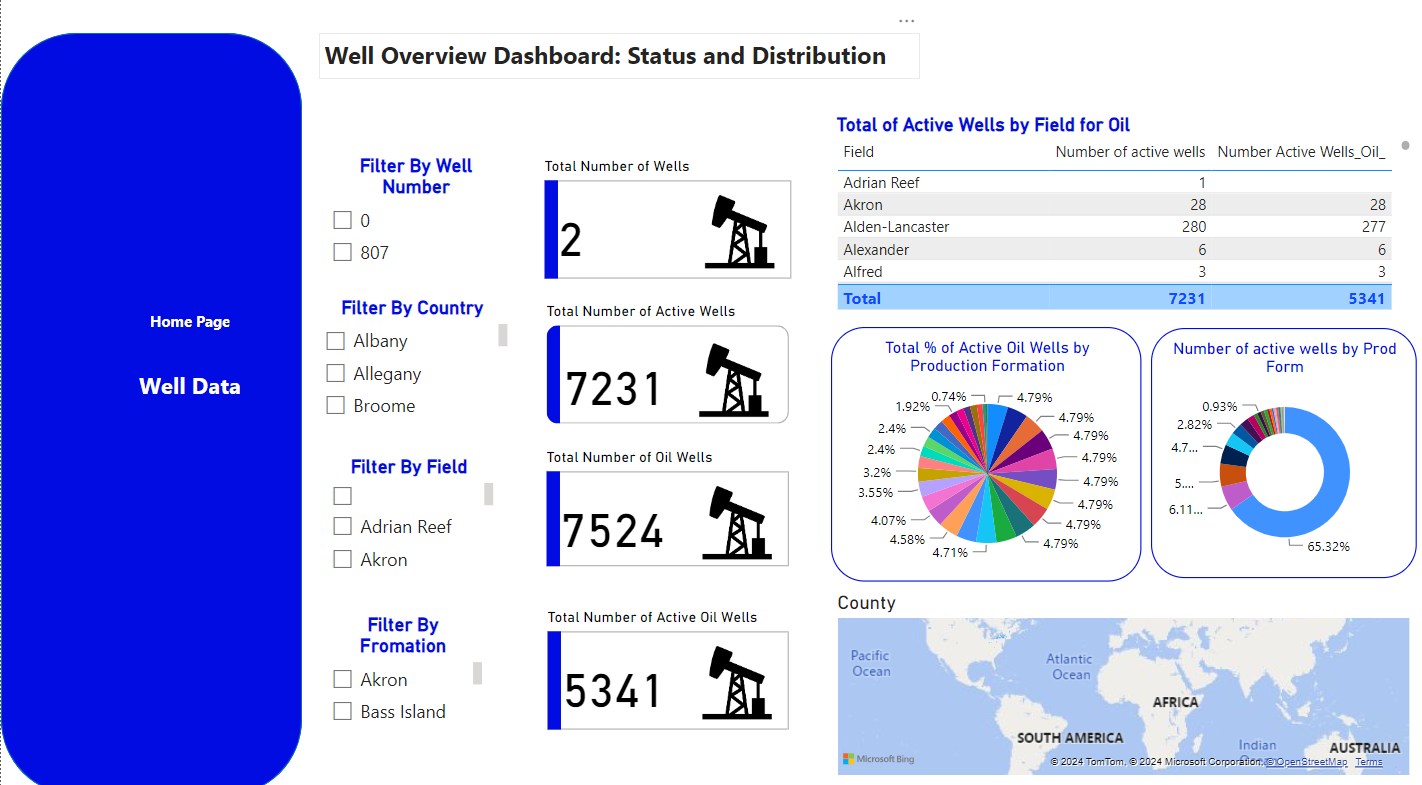 ...
Well Overview Dashboard: Status and Distribution
Home Page
Well Data
Filter By Well
Number
0
807
Filter By Country
Albany
Allegany
Broome
Filter By Field
Adrian Reef
Akron
Filter By
Fromation
Akron
Bass Island
Total Number of Wells
2
Total Number of Active Wells
7231
Total Number of Oil Wells
7524
Total Number of Active Oil Wells
5341
Total of Active Wells by Field for Oil
Field Number of active wells Number Active Wells_Oil_
Adrian Reef 1
Akron 28 28
Alden-Lancaster 280 277
Alexander 6 6
Alfred 3 3
Total 7231 5341
Total % of Active Oil Wells by
Production Formation
0.74% 4.79%
1.92% 4.79%
2.4% 4.79%
2.4% 4.79%
3.2% 4.79%
3.55% 4.79%
4.07% 4.79%
4.58% 4.79%
4.71%
Number of active wells by Prod
Form
0.93%
2.82%
4.7...
5....
6.11...
65.32%
County
Pacific
Ocean
Atlantic
Ocean
AFRICA
SOUTH AMERICA
Indian
AUSTRALIA
Microsoft Bing
© 2024 TomTom, © 2024 Microsoft Corporation, © OpenStreetMap Terms